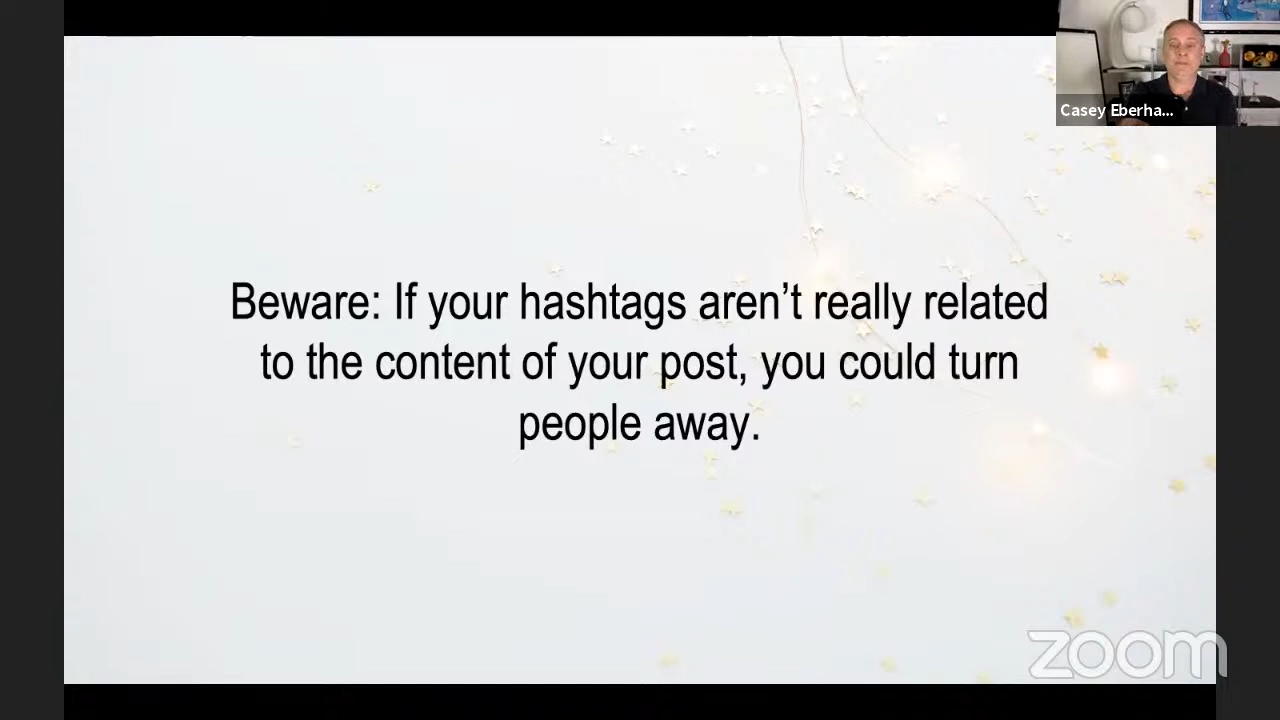 Casey Eberha...
Beware: If your hashtags aren’t really related
to the content of your post, you could turn
people away.
zoom